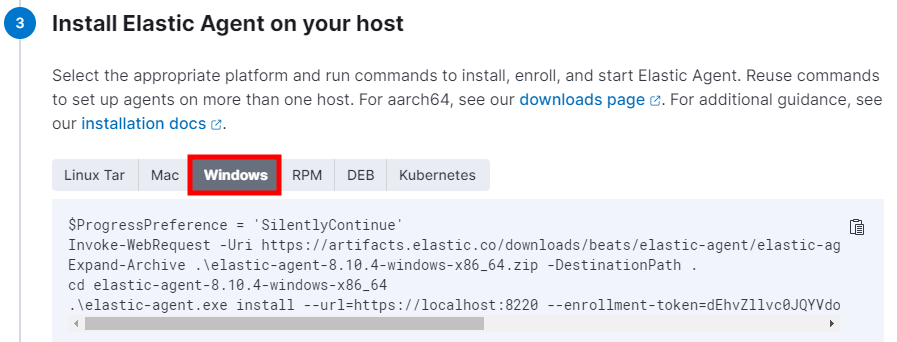 3
Install Elastic Agent on your host
Select the appropriate platform and run commands to install, enroll, and start Elastic Agent. Reuse commands
to set up agents on more than one host. For aarch64, see our downloads page. For additional guidance, see
our installation docs.
Linux Tar Mac Windows RPM DEB Kubernetes
$ProgressPreference = 'SilentlyContinue'
Invoke-WebRequest -Uri https://artifacts.elastic.co/downloads/beats/elastic-agent/elastic-ag
Expand-Archive .\elastic-agent-8.10.4-windows-x86_64.zip -DestinationPath .
cd elastic-agent-8.10.4-windows-x86_64
.\elastic-agent.exe install --url=https://localhost:8220 --enrollment-token=dEhvZllvc0JQYVdo